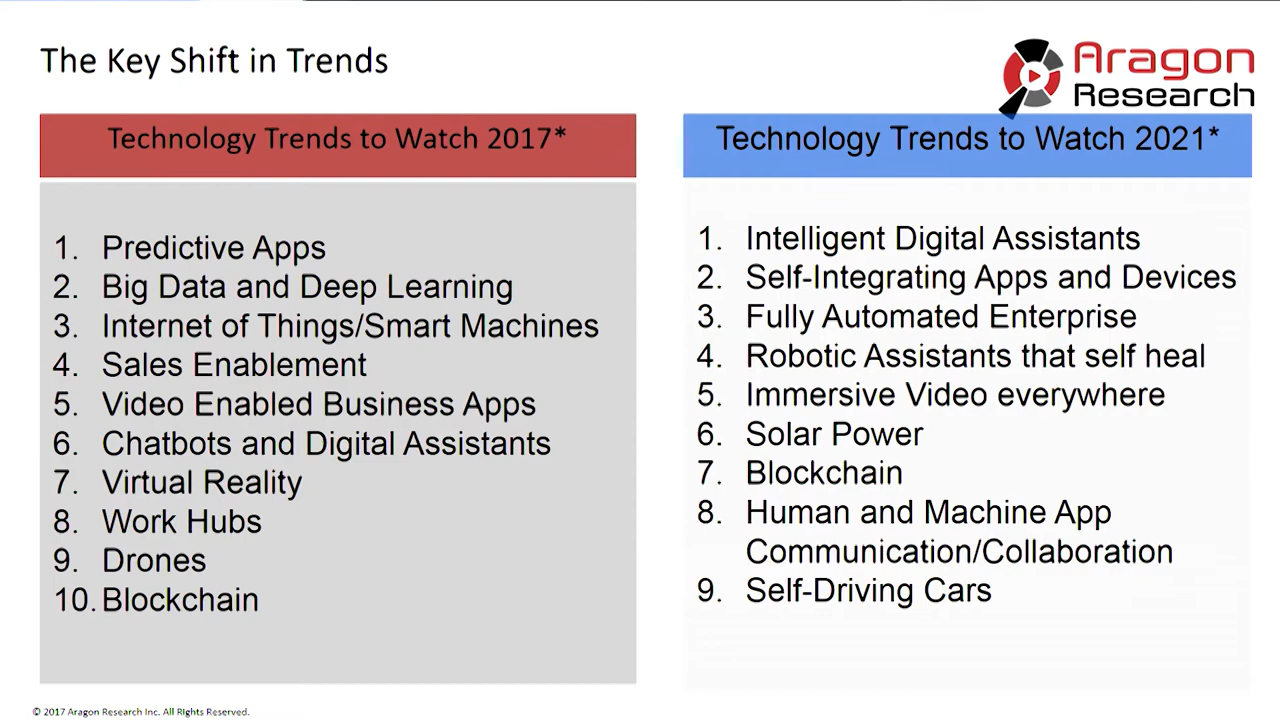 The Key Shift in Trends
Aragon
Research
Technology Trends to Watch 2017*
1. Predictive Apps
2. Big Data and Deep Learning
3. Internet of Things/Smart Machines
4. Sales Enablement
5. Video Enabled Business Apps
6. Chatbots and Digital Assistants
7. Virtual Reality
8. Work Hubs
9. Drones
10. Blockchain
Technology Trends to Watch 2021*
1. Intelligent Digital Assistants
2. Self-Integrating Apps and Devices
3. Fully Automated Enterprise
4. Robotic Assistants that self heal
5. Immersive Video everywhere
6. Solar Power
7. Blockchain
8. Human and Machine App
Communication/Collaboration
9. Self-Driving Cars
© 2017 Aragon Research Inc. All Rights Reserved.